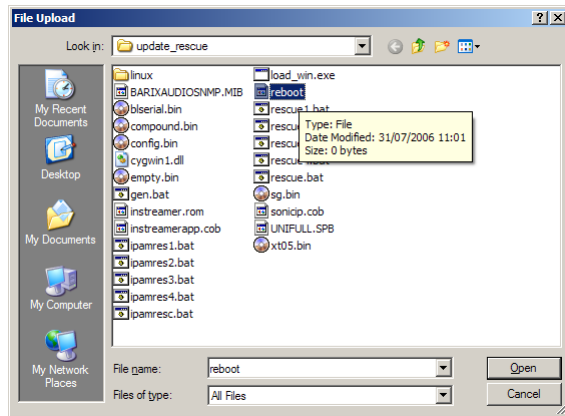 File Upload
Look in:
update_rescue
My Recent
Documents
Desktop
My Documents
My Computer
My Network
Places
linux
BARIXAUDIOSNMP.MIB
blserial.bin
compound.bin
config.bin
cygwin1.dll
empty.bin
gen.bat
instreamer.rom
instreamerapp.cob
ipamres1.bat
ipamres2.bat
ipamres3.bat
ipamres4.bat
ipamresc.bat
load_win.exe
reboot
rescue1.bat
rescu
rescu
rescue
rescue.bat
sg.bin
sonicip.cob
UNIFULL.SPB
xt05.bin
Type: File
Date Modified: 31/07/2006 11:01
Size: 0 bytes
File name:
reboot
Open
Files of type:
All Files
Cancel